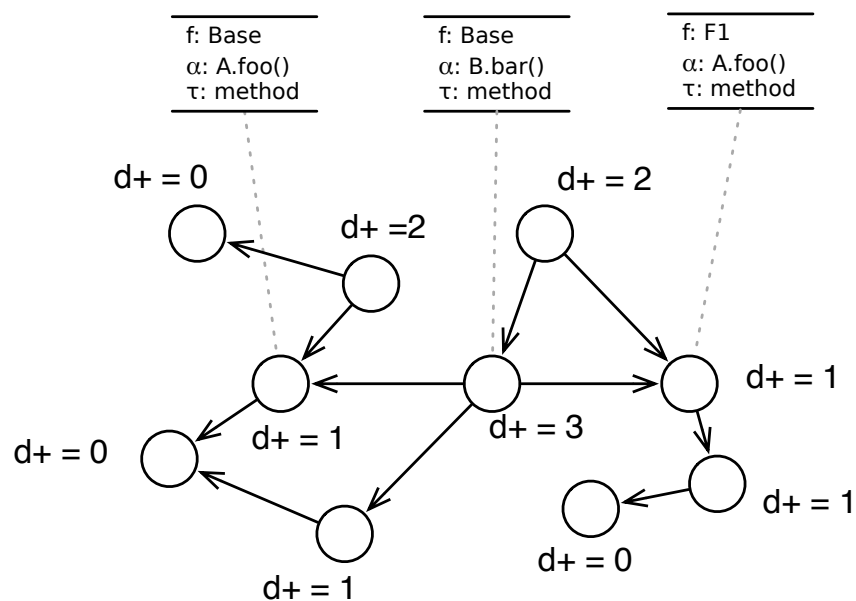 f: Base
α: A.foo()
τ: method
f: Base
α: B.bar()
τ: method
f: F1
α: A.foo()
τ: method
d+ = 0
d+ =2
d+ = 2
d+ = 1
d+ = 3
d+ = 1
d+ = 0
d+ = 1
d+ = 0
d+ = 1